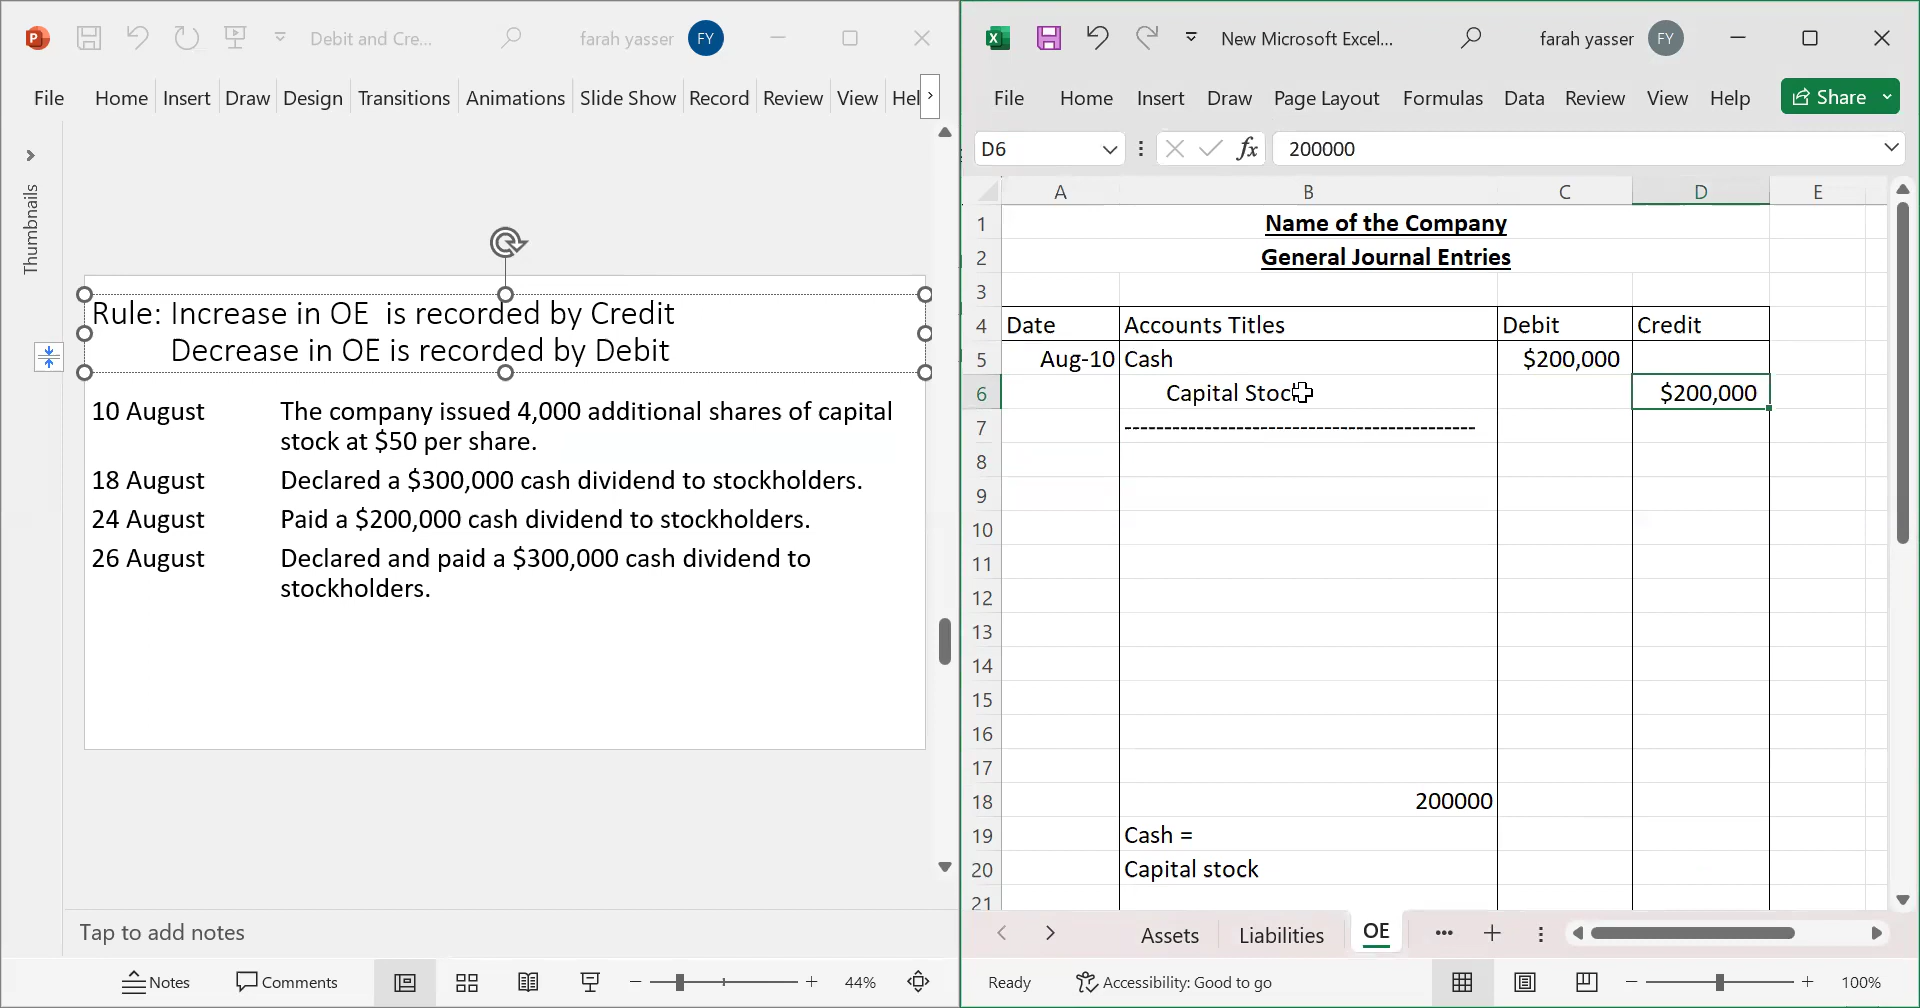 Debit and Cre...
farah yasser
FY
File Home Insert Draw Design Transitions Animations Slide Show Record Review View Hel
Thumbnails
Rule: Increase in OE is recorded by Credit
Decrease in OE is recorded by Debit
10 August The company issued 4,000 additional shares of capital
stock at $50 per share.
18 August Declared a $300,000 cash dividend to stockholders.
24 August Paid a $200,000 cash dividend to stockholders.
26 August Declared and paid a $300,000 cash dividend to
stockholders.
Tap to add notes
Notes Comments 44%
New Microsoft Excel...
farah yasser
FY
File Home Insert Draw Page Layout Formulas Data Review View Help Share
D6 fx 200000
A B C D E
1 Name of the Company
2 General Journal Entries
3
4 Date Accounts Titles Debit Credit
5 Aug-10 Cash $200,000
6 Capital Stock $200,000
7 --------------------------------------------
8
9
10
11
12
13
14
15
16
17
18 200000
19 Cash =
20 Capital stock
21
Assets Liabilities OE
Ready Accessibility: Good to go 100%